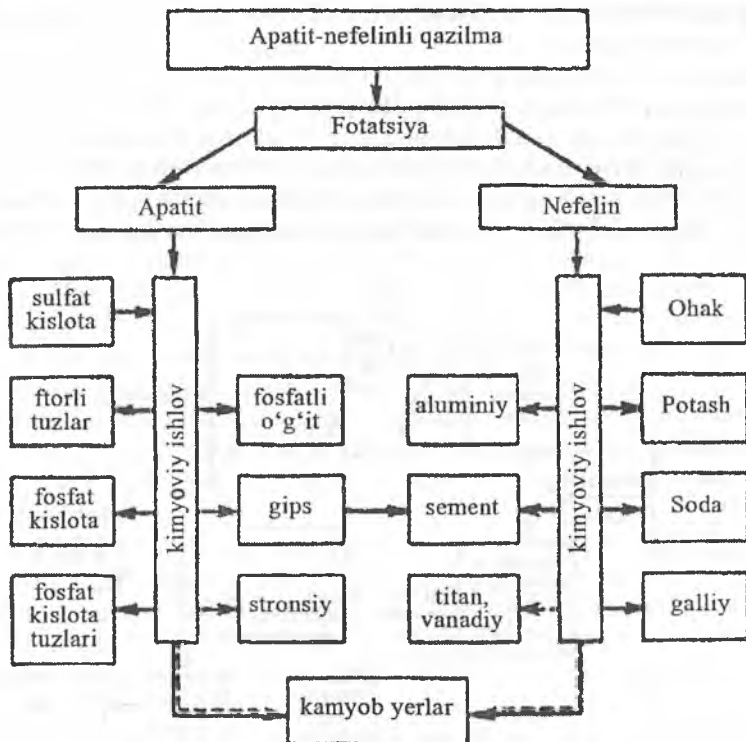 Apatit-nefelinli qazilma
Fotatsiya
Apatit
Nefelin
sulfat
kislota
Ohak
kimyoviy ishlov
kimyoviy ishlov
ftorli
tuzlar
fosfatli
o‘g‘it
aluminiy
Potash
fosfat
kislota
gips
sement
Soda
fosfat
kislota
tuzlari
stronsiy
titan,
vanadiy
galliy
kamyob yerlar